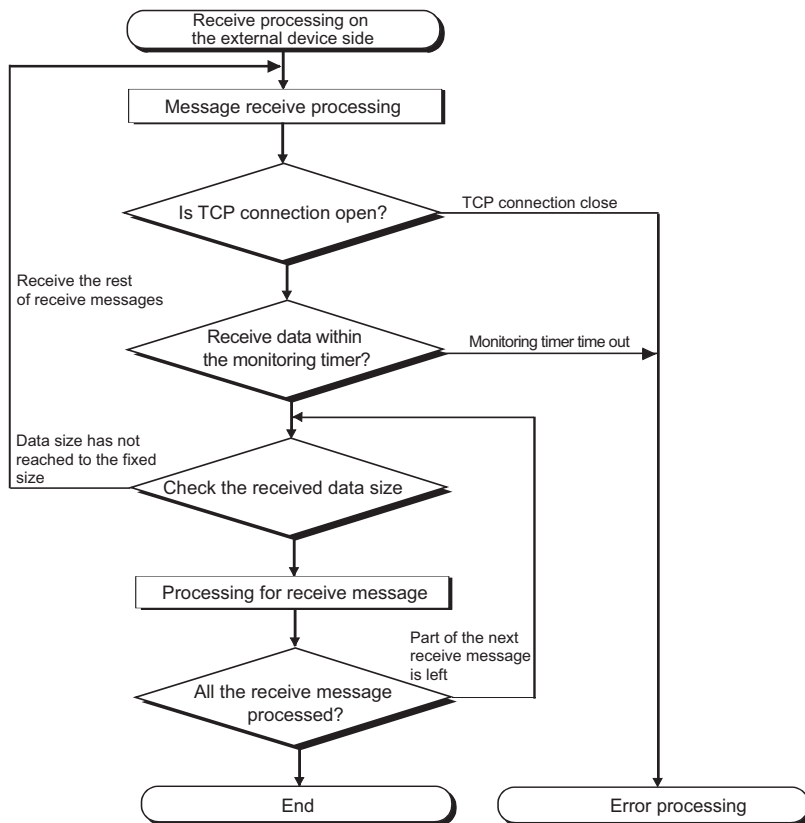 Receive processing on
the external device side
Message receive processing
Is TCP connection open?
TCP connection close
Receive the rest
of receive messages
Receive data within
the monitoring timer?
Monitoring timer time out
Data size has not
reached to the fixed
size
Check the received data size
Processing for receive message
Part of the next
receive message
is left
All the receive message
processed?
End
Error processing